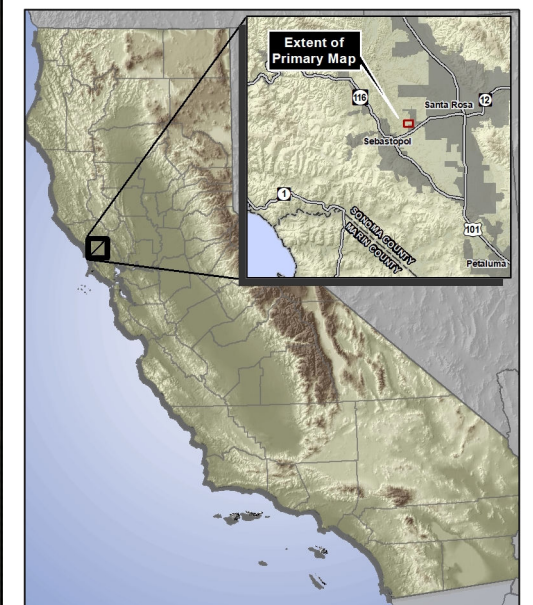 Extent of
Primary Map
116
Santa Rosa
12
Sebastopol
1
SONOMA COUNTY
MARIN COUNTY
101
Petaluma